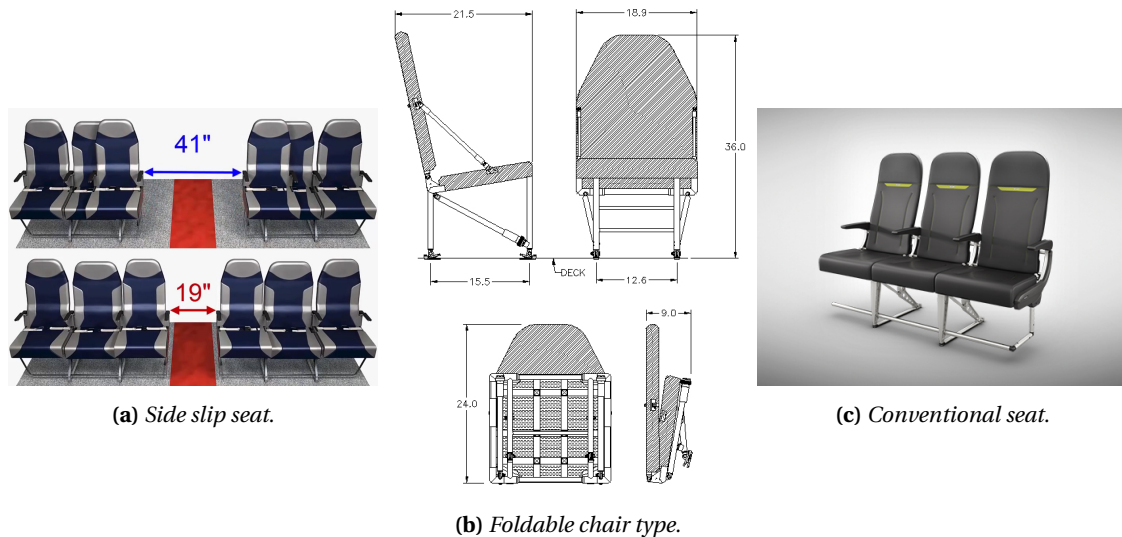 41"
19"
(a) Side slip seat.
21.5
18.9
36.0
DECK
15.5
12.6
24.0
9.0
(b) Foldable chair type.
(c) Conventional seat.